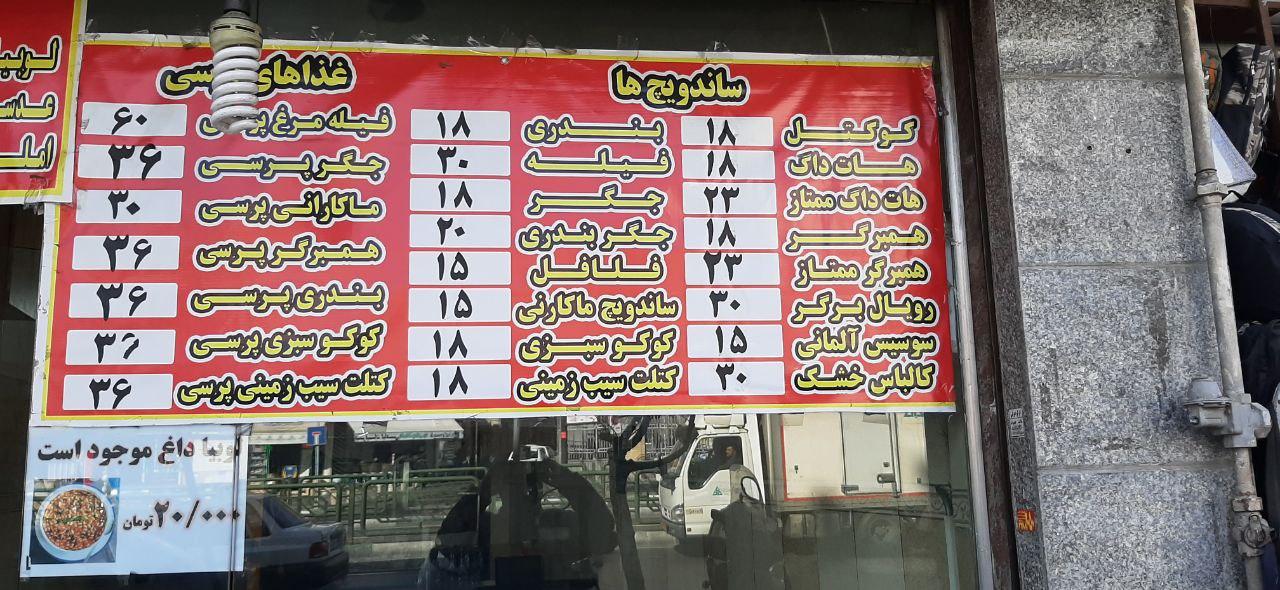 ساندویچ ها
کوکتل ۱۸
هات داگ ۱۸
هات داگ ممتاز ۲۳
همبرگر ۱۸
همبرگر ممتاز ۲۳
رویال برگر ۳۰
سوسیس آلمانی ۱۵
کالباس خشک ۳۰
بندری ۱۸
فیله ۳۰
جگر ۱۸
جگر بندری ۲۰
فلافل ۱۵
ساندویچ ماکارنی ۱۵
کوکو سبزی ۱۸
کتلت سیب زمینی ۱۸
غذاهای
فیله مرغ ۶۰
جگر پرسی ۳۶
ماکارانی پرسی ۳۰
همبرگر پرسی ۳۶
بندری پرسی ۳۶
کوکو سبزی پرسی ۳۶
کتلت سیب زمینی پرسی ۳۶
لوبیا داغ موجود است
۲۰/۰۰۰ تومان